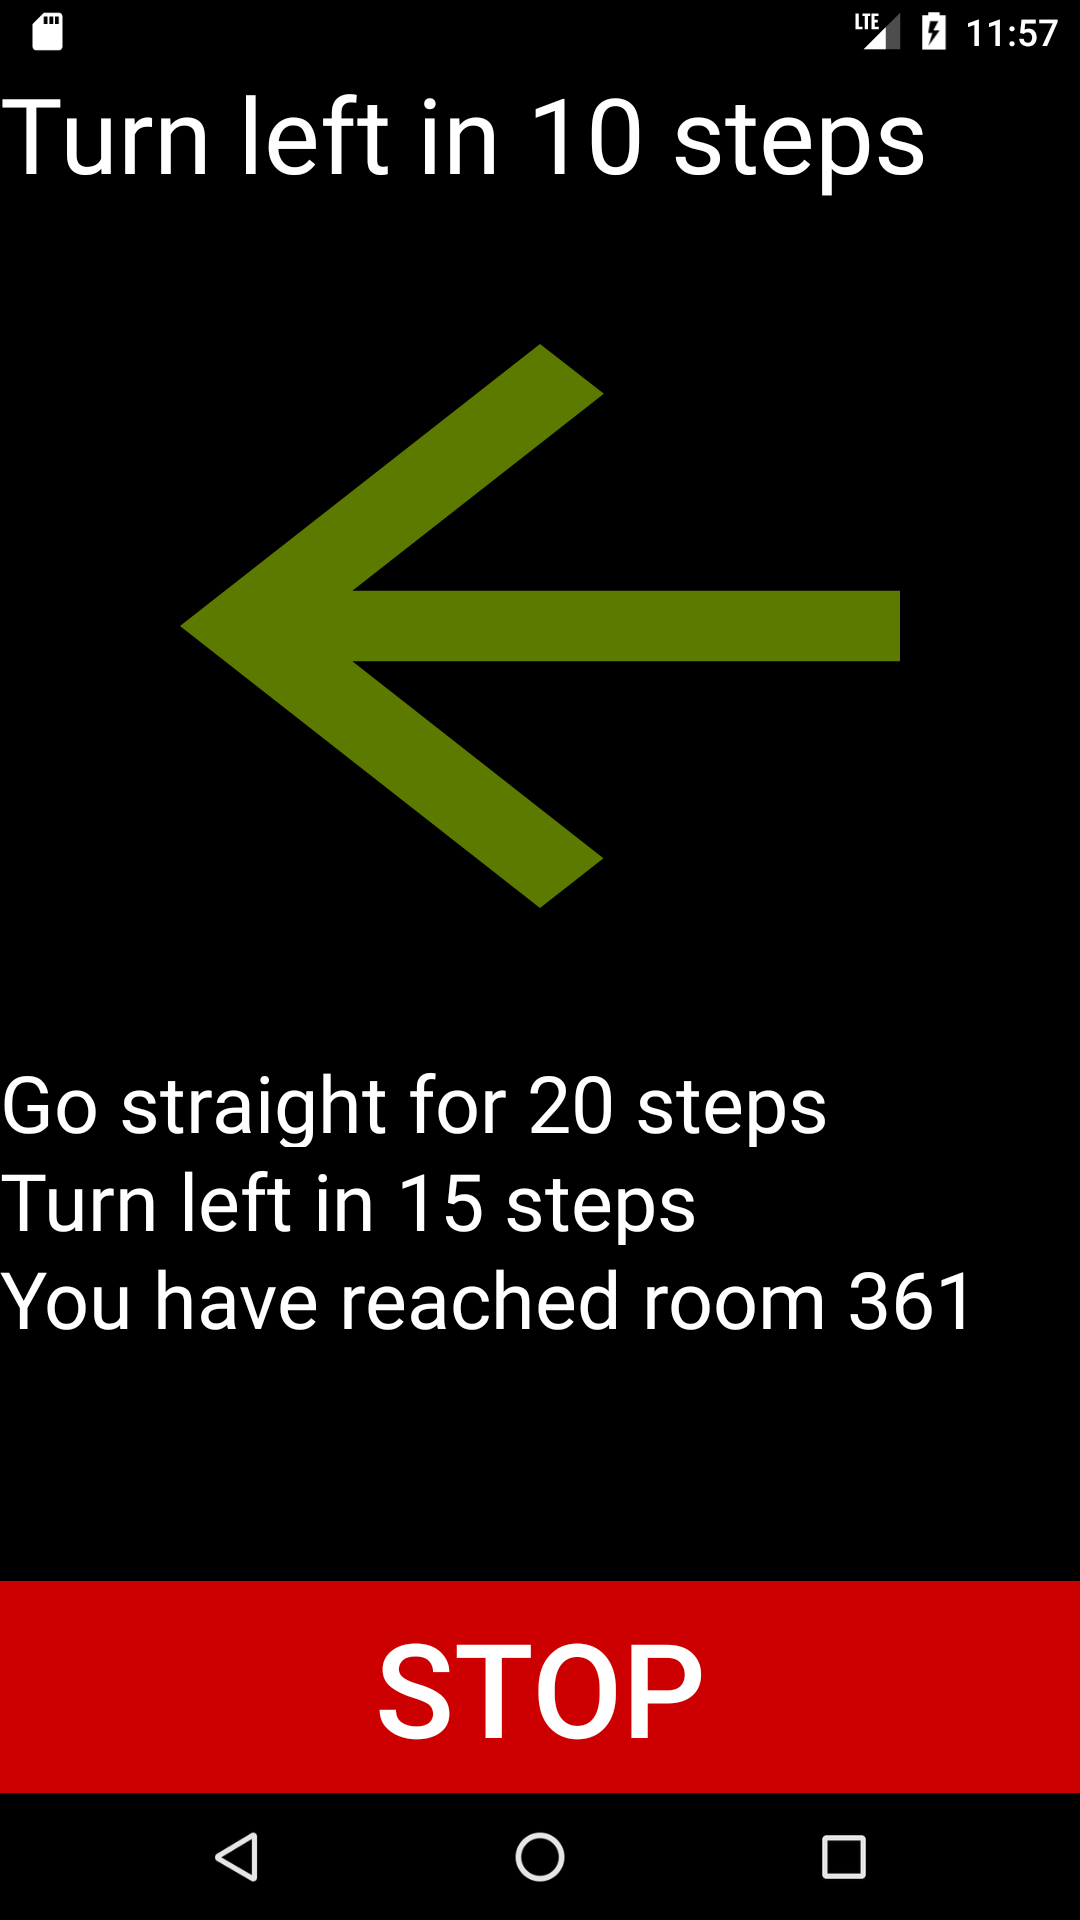 LTE 11:57
Turn left in 10 steps
Go straight for 20 steps
Turn left in 15 steps
You have reached room 361
STOP